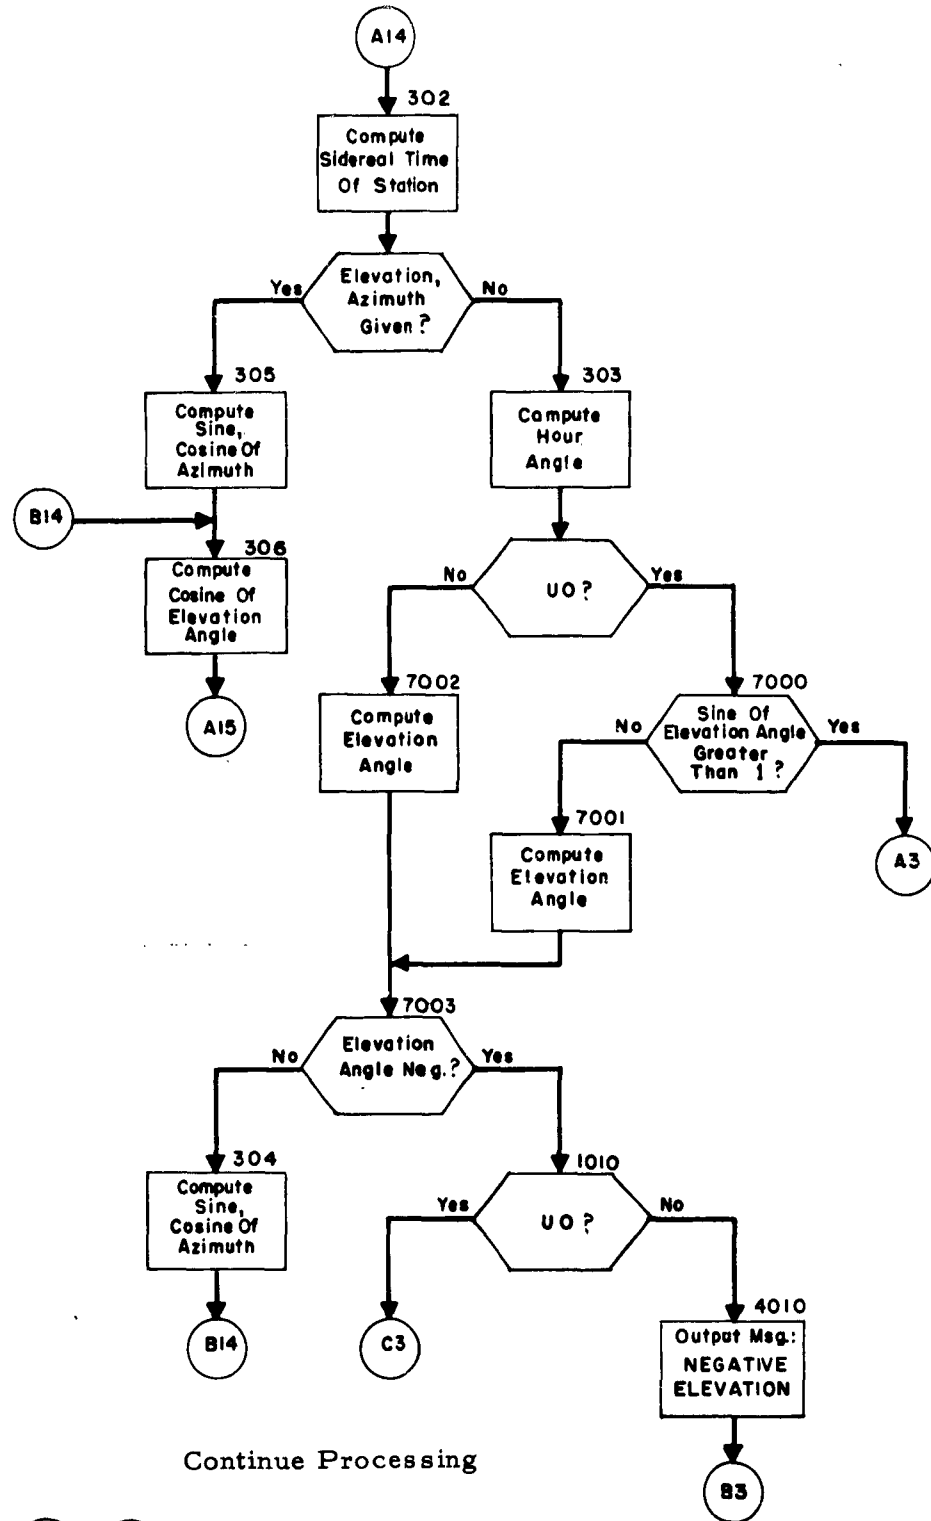 A14
302
Compute
Sidereal Time
Of Station
Elevation,
Azimuth
Given?
Yes
No
305
Compute
Sine,
Cosine Of
Azimuth
303
Compute
Hour
Angle
B14
306
Compute
Cosine Of
Elevation
Angle
A15
UO?
No
Yes
7002
Compute
Elevation
Angle
7000
Sine Of
Elevation Angle
Greater
Than 1?
No
Yes
7001
Compute
Elevation
Angle
A3
7003
Elevation
Angle Neg.?
No
Yes
304
Compute
Sine,
Cosine Of
Azimuth
B14
1010
UO?
Yes
No
C3
4010
Output Msg.:
NEGATIVE
ELEVATION
B3
Continue Processing